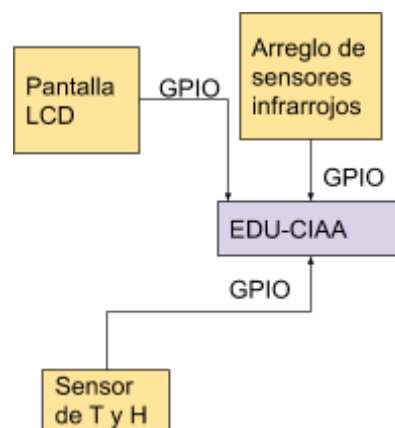 Pantalla
LCD
GPIO
Arreglo de
sensores
infrarrojos
GPIO
EDU-CIAA
GPIO
Sensor
de T y H